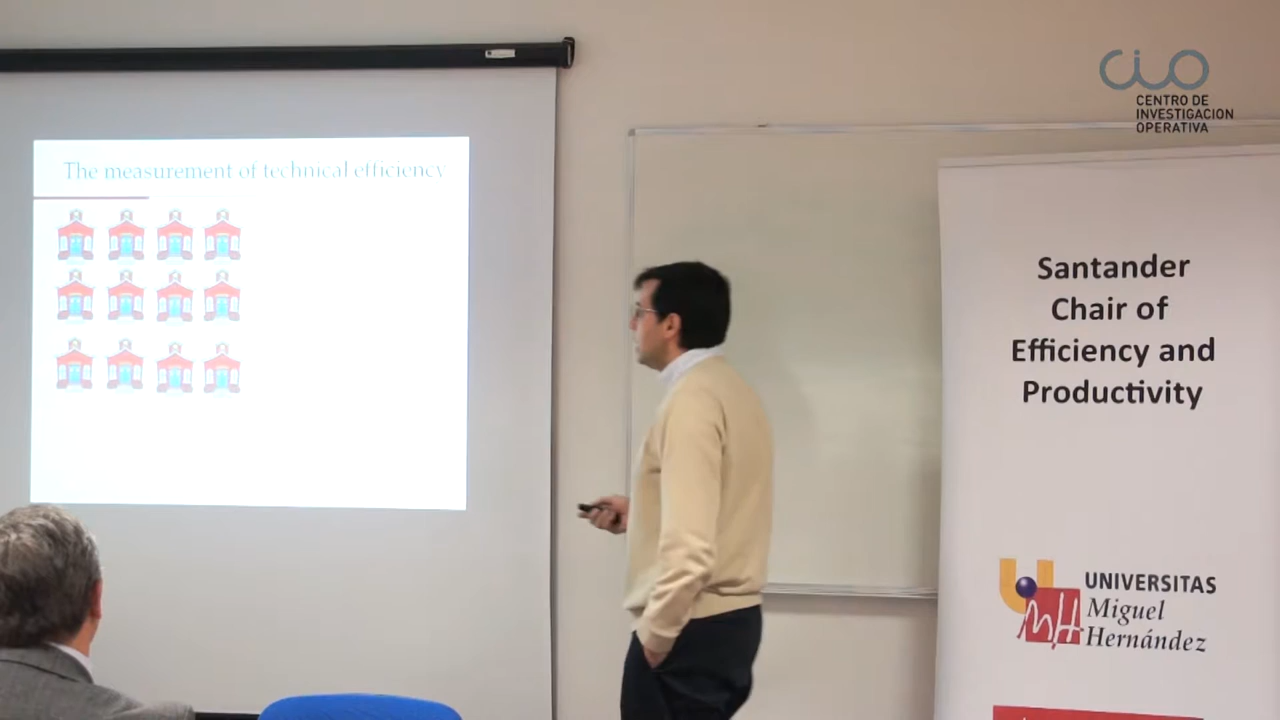 The measurement of technical efficiency
CIO
CENTRO DE
INVESTIGACION
OPERATIVA
Santander
Chair of
Efficiency and
Productivity
UNIVERSITAS
Miguel
Hernández